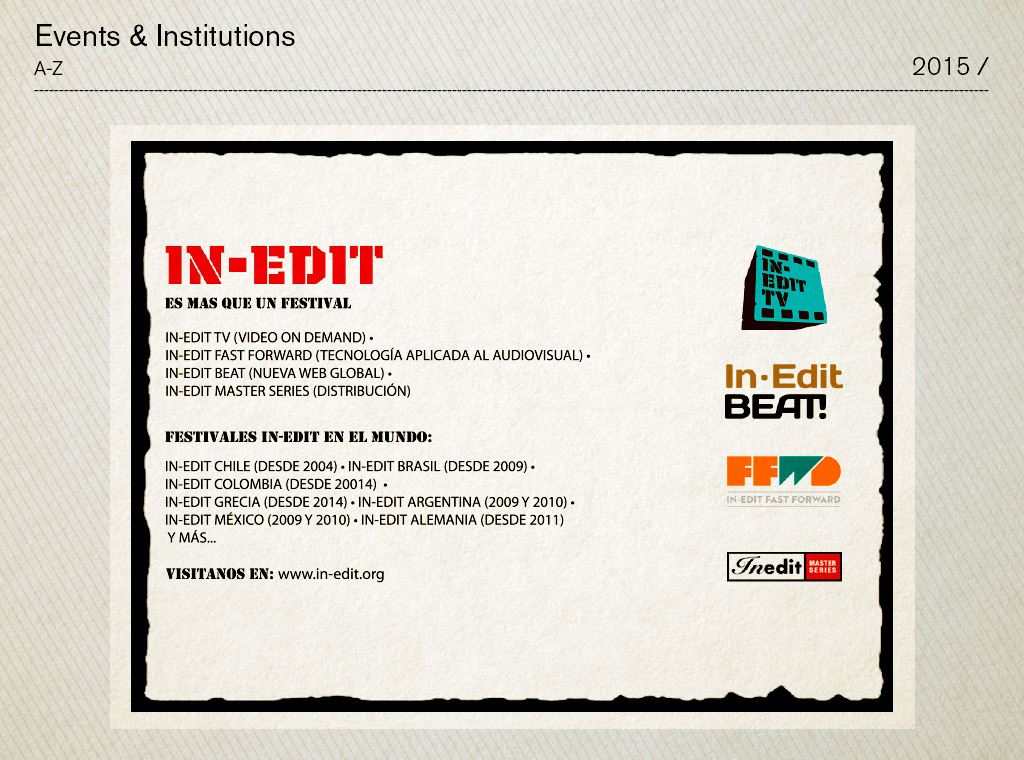 Events & Institutions
A-Z
2015 /
IN-EDIT
ES MAS QUE UN FESTIVAL
IN-EDIT TV (VIDEO ON DEMAND) •
IN-EDIT FAST FORWARD (TECNOLOGÍA APLICADA AL AUDIOVISUAL) •
IN-EDIT BEAT (NUEVA WEB GLOBAL) •
IN-EDIT MASTER SERIES (DISTRIBUCIÓN)
FESTIVALES IN-EDIT EN EL MUNDO:
IN-EDIT CHILE (DESDE 2004) • IN-EDIT BRASIL (DESDE 2009) •
IN-EDIT COLOMBIA (DESDE 20014) •
IN-EDIT GRECIA (DESDE 2014) • IN-EDIT ARGENTINA (2009 Y 2010) •
IN-EDIT MÉXICO (2009 Y 2010) • IN-EDIT ALEMANIA (DESDE 2011)
Y MÁS...
VISITANOS EN: www.in-edit.org
IN-
EDIT
TV
In·Edit
BEAT!
FFWD
IN-EDIT FAST FORWARD
Inedit
MASTER
SERIES